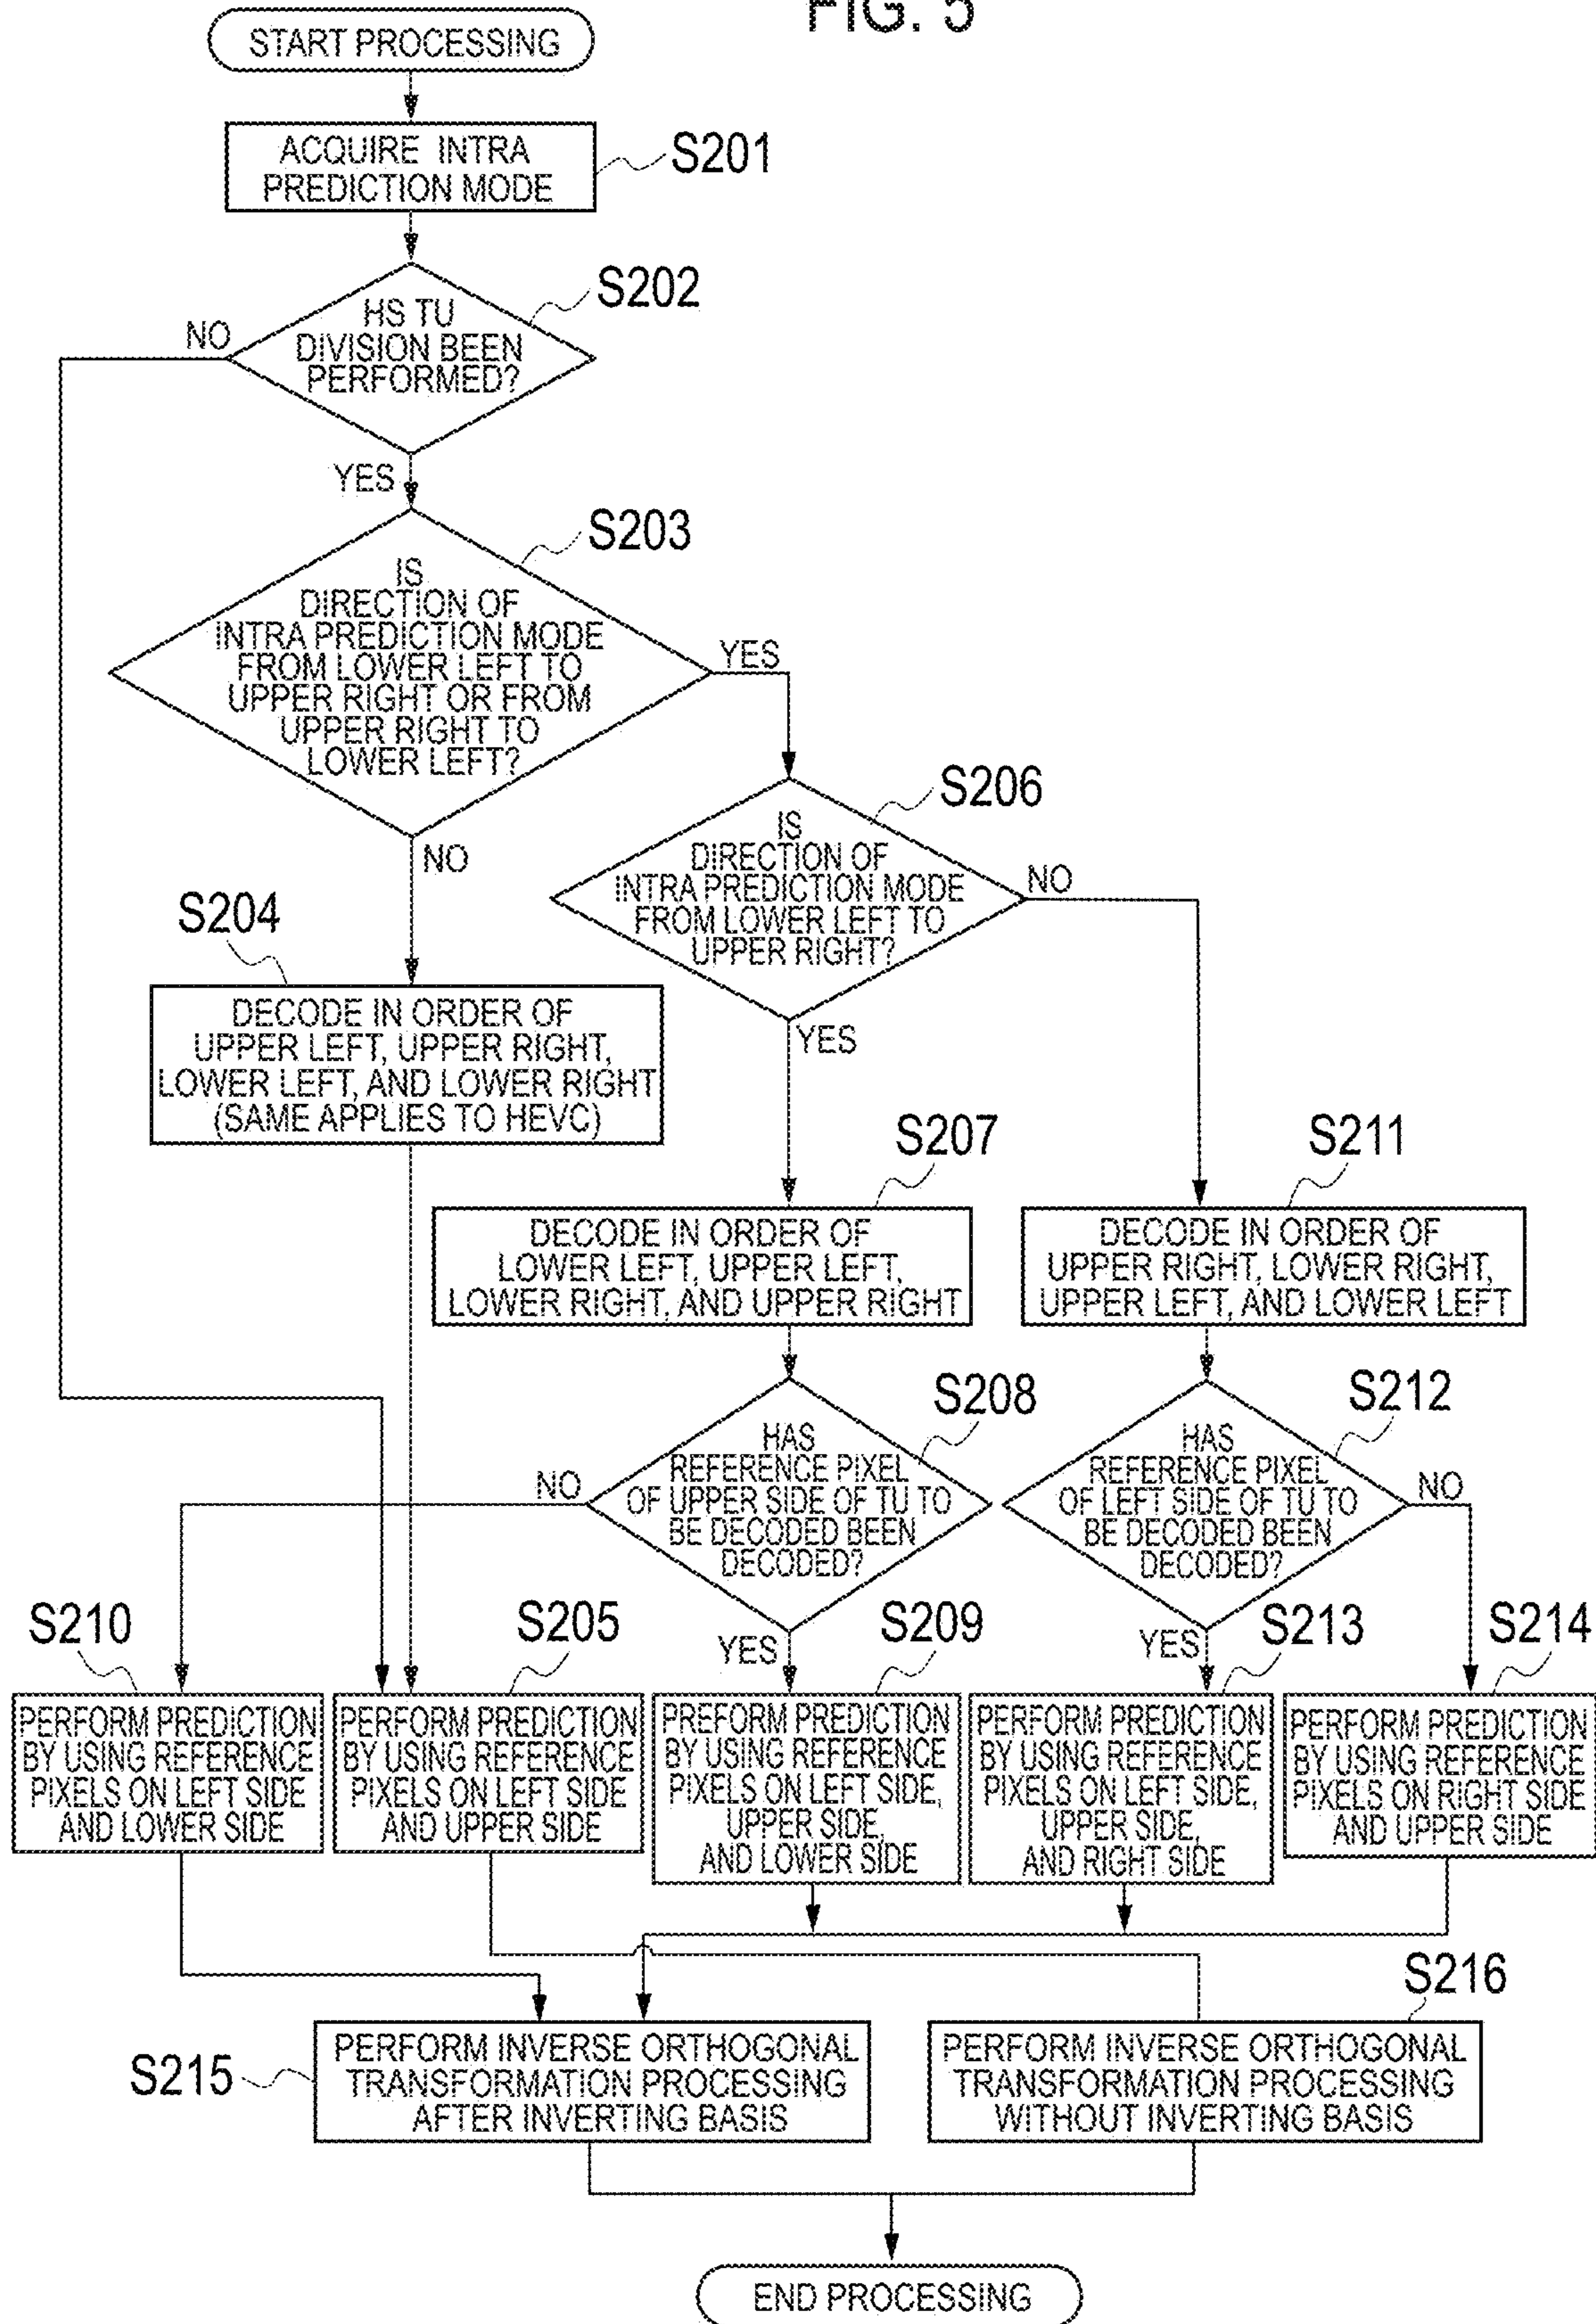 FIG. 5
START PROCESSING
ACQUIRE INTRA
PREDICTION MODE
S201
HS TU
DIVISION BEEN
PERFORMED?
S202
NO
YES
IS
DIRECTION OF
INTRA PREDICTION MODE
FROM LOWER LEFT TO
UPPER RIGHT OR FROM
UPPER RIGHT TO
LOWER LEFT?
S203
YES
NO
IS
DIRECTION OF
INTRA PREDICTION MODE
FROM LOWER LEFT TO
UPPER RIGHT?
S206
NO
YES
S204
DECODE IN ORDER OF
UPPER LEFT, UPPER RIGHT,
LOWER LEFT, AND LOWER RIGHT
(SAME APPLIES TO HEVC)
S207
DECODE IN ORDER OF
LOWER LEFT, UPPER LEFT,
LOWER RIGHT, AND UPPER RIGHT
S211
DECODE IN ORDER OF
UPPER RIGHT, LOWER RIGHT,
UPPER LEFT, AND LOWER LEFT
S208
HAS
REFERENCE PIXEL
OF UPPER SIDE OF TU TO
BE DECODED BEEN
DECODED?
NO
YES
S212
HAS
REFERENCE PIXEL
OF LEFT SIDE OF TU TO
BE DECODED BEEN
DECODED?
NO
YES
S210
PERFORM PREDICTION
BY USING REFERENCE
PIXELS ON LEFT SIDE
AND LOWER SIDE
S205
PERFORM PREDICTION
BY USING REFERENCE
PIXELS ON LEFT SIDE
AND UPPER SIDE
S209
PREFORM PREDICTION
BY USING REFERENCE
PIXELS ON LEFT SIDE,
UPPER SIDE,
AND LOWER SIDE
S213
PERFORM PREDICTION
BY USING REFERENCE
PIXELS ON LEFT SIDE,
UPPER SIDE,
AND RIGHT SIDE
S214
PERFORM PREDICTION
BY USING REFERENCE
PIXELS ON RIGHT SIDE
AND UPPER SIDE
S215
PERFORM INVERSE ORTHOGONAL
TRANSFORMATION PROCESSING
AFTER INVERTING BASIS
S216
PERFORM INVERSE ORTHOGONAL
TRANSFORMATION PROCESSING
WITHOUT INVERTING BASIS
END PROCESSING